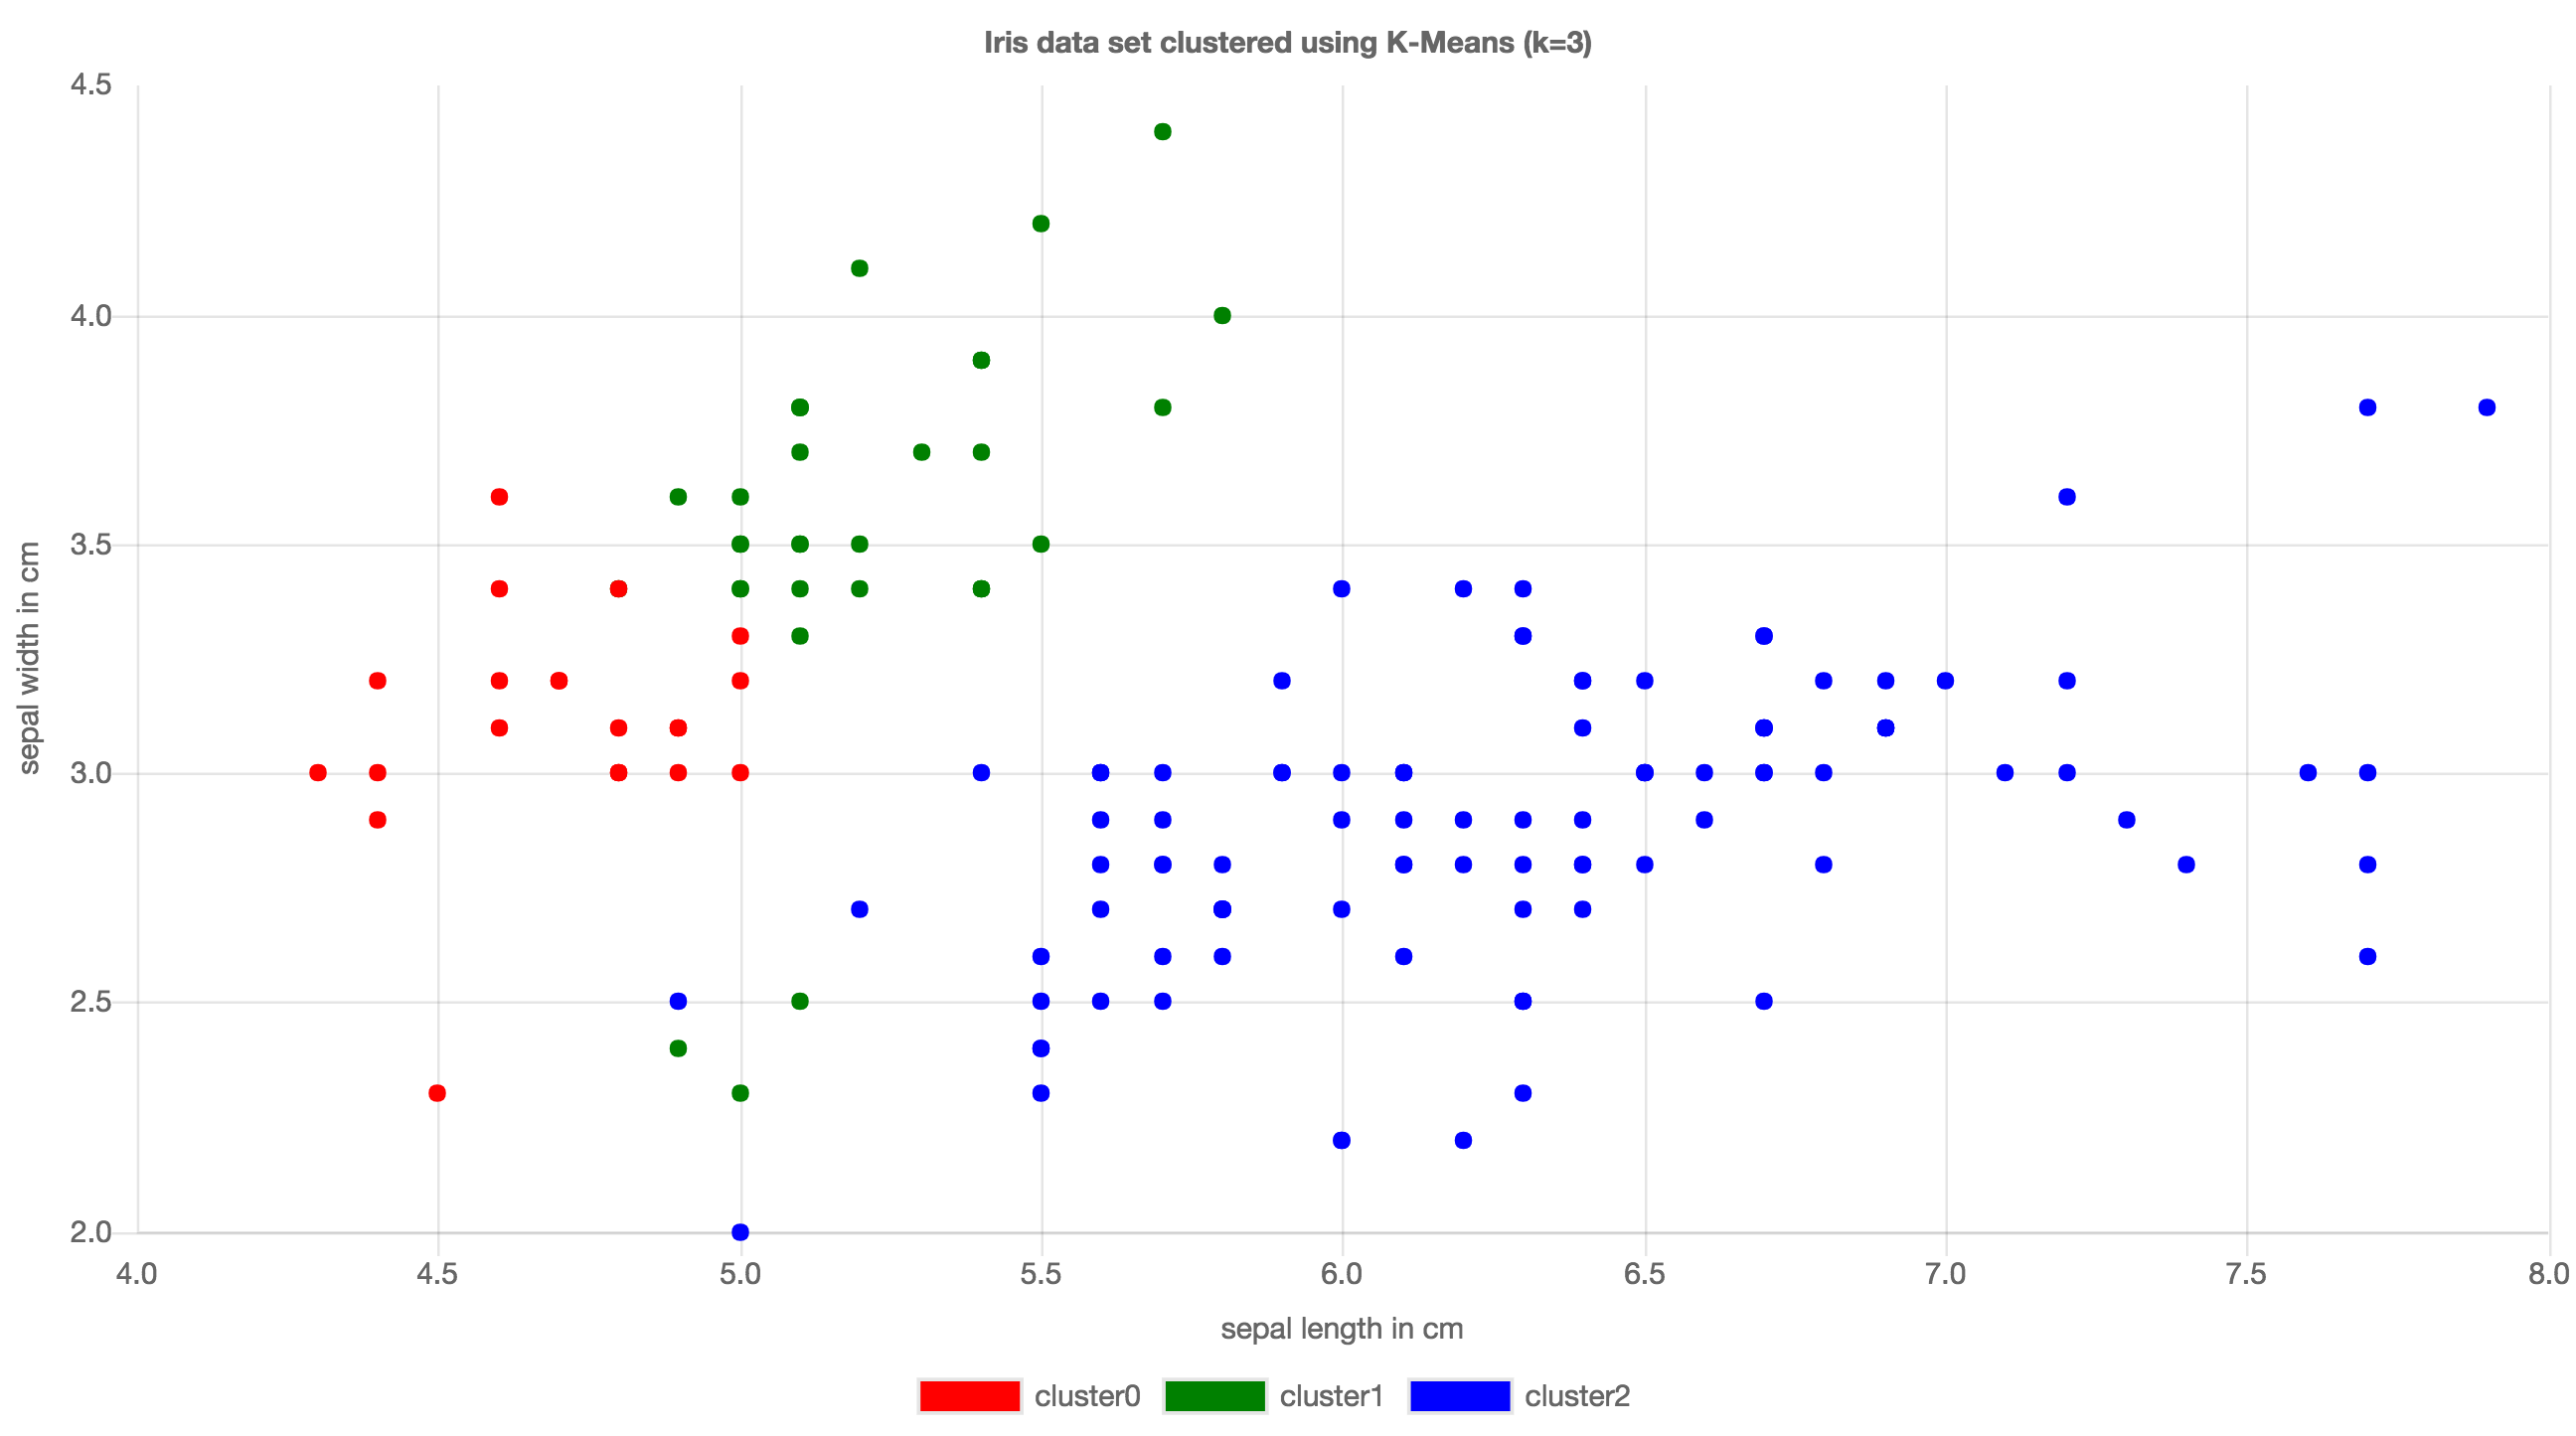 Iris data set clustered using K-Means (k=3)
4.5
4.0
3.5
3.0
2.5
2.0
sepal width in cm
4.0 4.5 5.0 5.5 6.0 6.5 7.0 7.5 8.0
sepal length in cm
cluster0 cluster1 cluster2